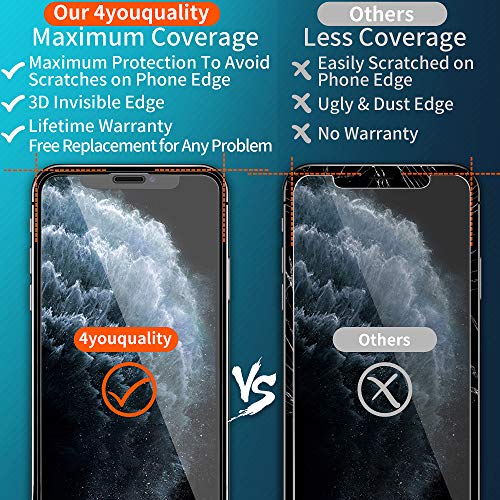 Our 4youquality
Maximum Coverage
Maximum Protection To Avoid
Scratches on Phone Edge
3D Invisible Edge
Lifetime Warranty
Free Replacement for Any Problem
Others
Less Coverage
Easily Scratched on
Phone Edge
Ugly & Dust Edge
No Warranty
4youquality
VS
Others